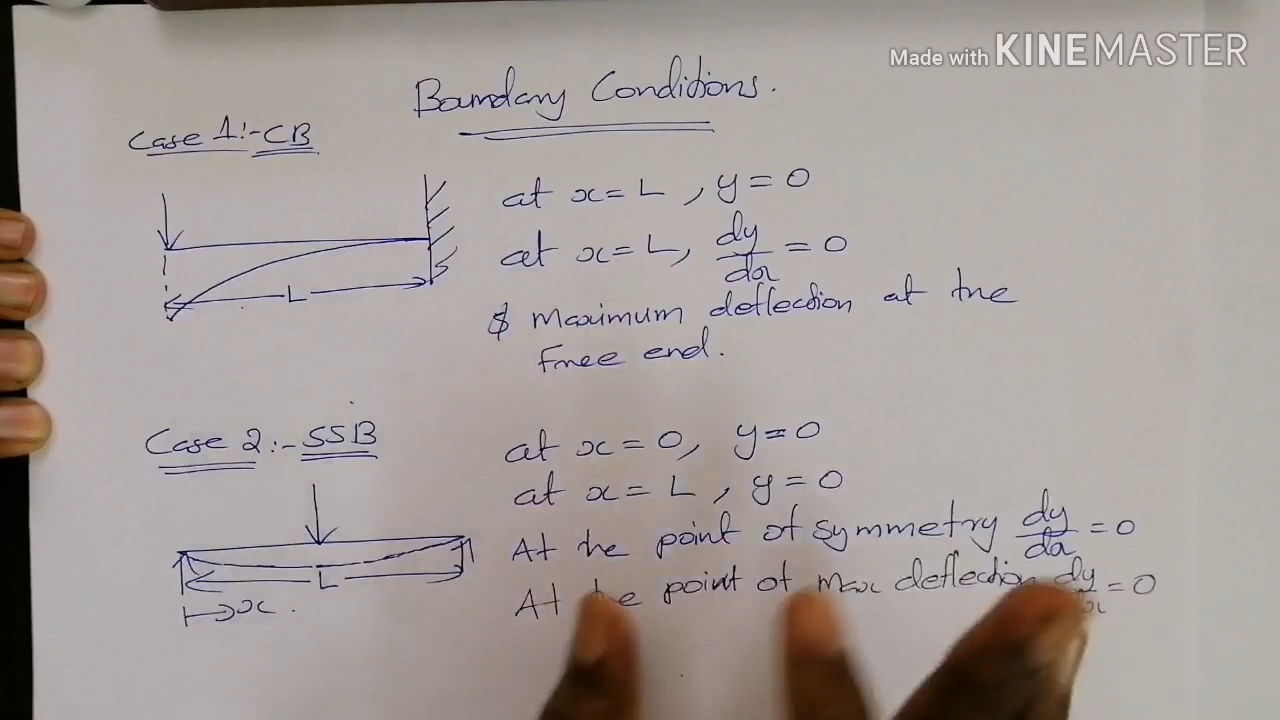 Made with KINEMASTER
Boundary Conditions.
Case 1:- CB
at x = L , y = 0
at x = L, dy/dx = 0
$ Maximum deflection at the
Free end.
L
Case 2:- SSB
at x = 0, y = 0
at x = L , y = 0
At the point of symmetry dy/dx = 0
At the point of max deflection dy/dx = 0
L
x .